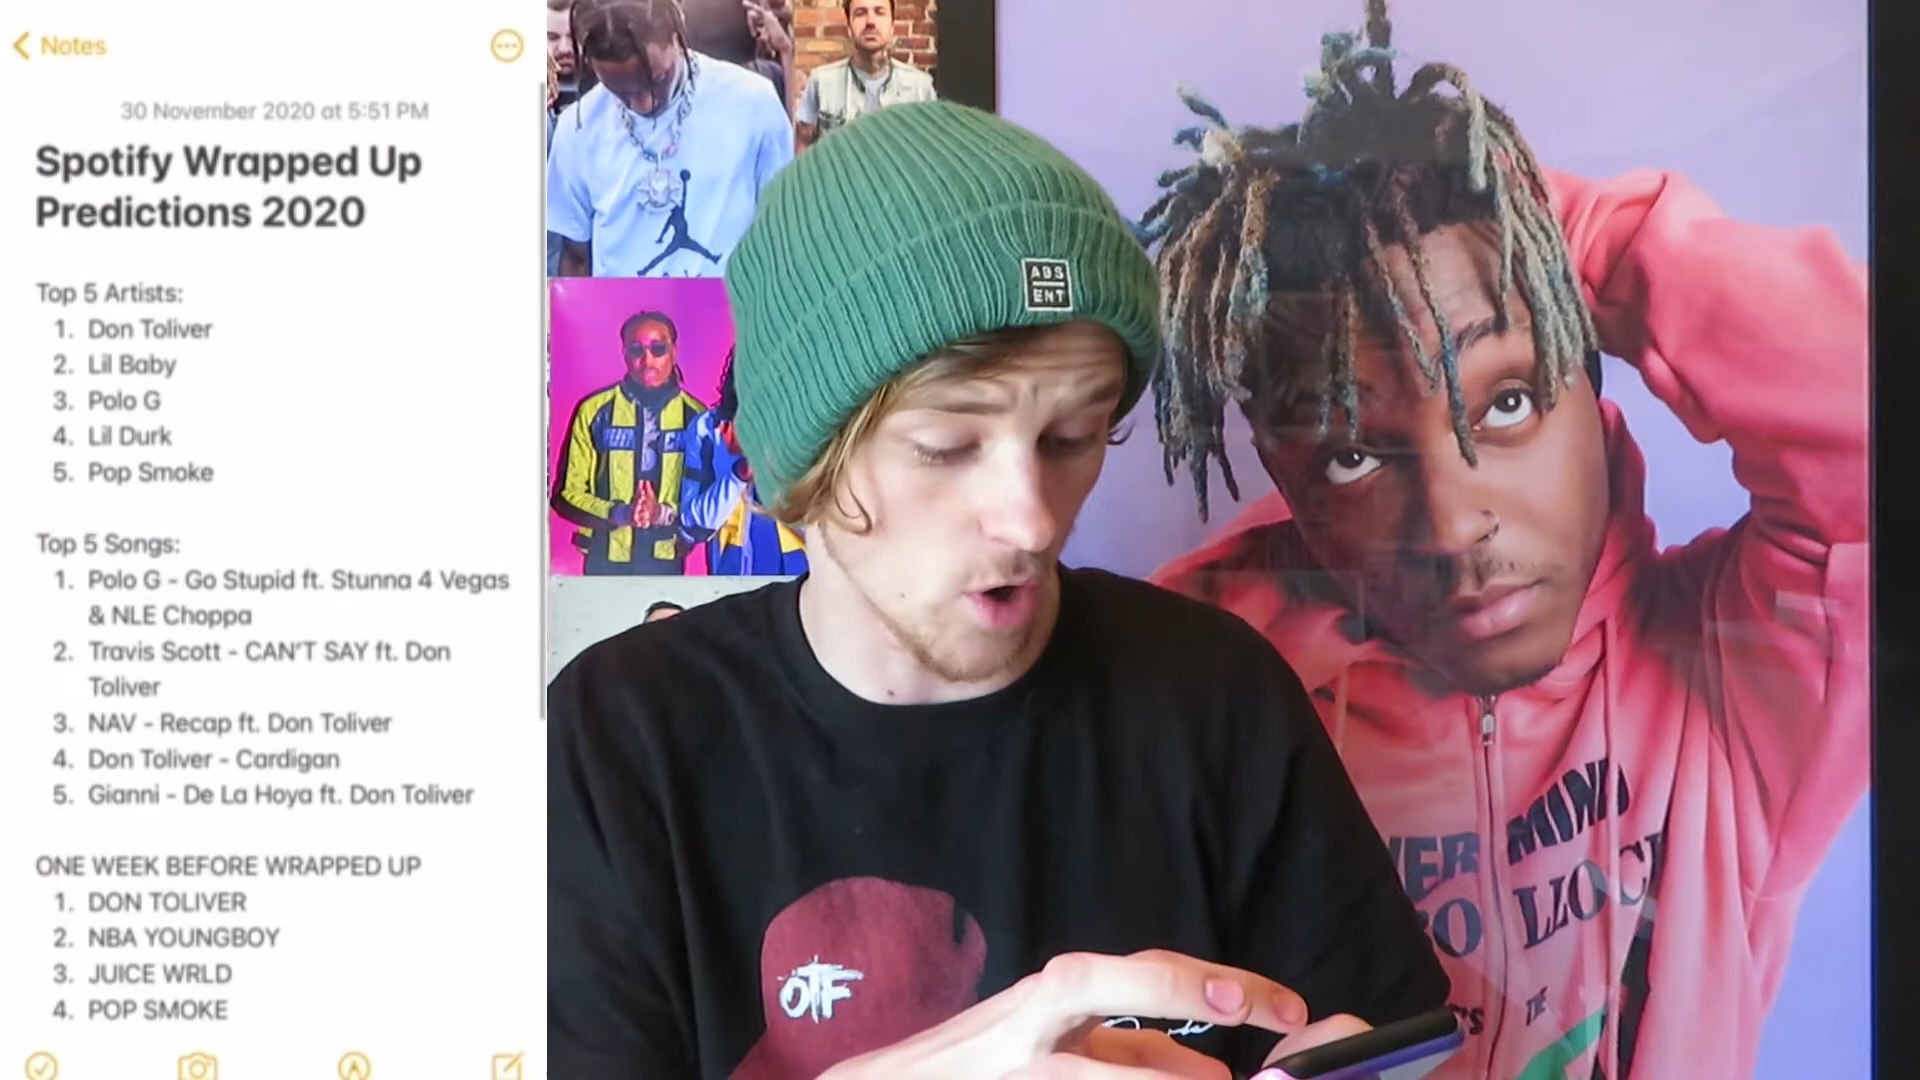 Notes
30 November 2020 at 5:51 PM
Spotify Wrapped Up
Predictions 2020
Top 5 Artists:
1. Don Toliver
2. Lil Baby
3. Polo G
4. Lil Durk
5. Pop Smoke
Top 5 Songs:
1. Polo G - Go Stupid ft. Stunna 4 Vegas
& NLE Choppa
2. Travis Scott - CAN'T SAY ft. Don
Toliver
3. NAV - Recap ft. Don Toliver
4. Don Toliver - Cardigan
5. Gianni - De La Hoya ft. Don Toliver
ONE WEEK BEFORE WRAPPED UP
1. DON TOLIVER
2. NBA YOUNGBOY
3. JUICE WRLD
4. POP SMOKE
ABS
ENT
OTF
MIND
THE